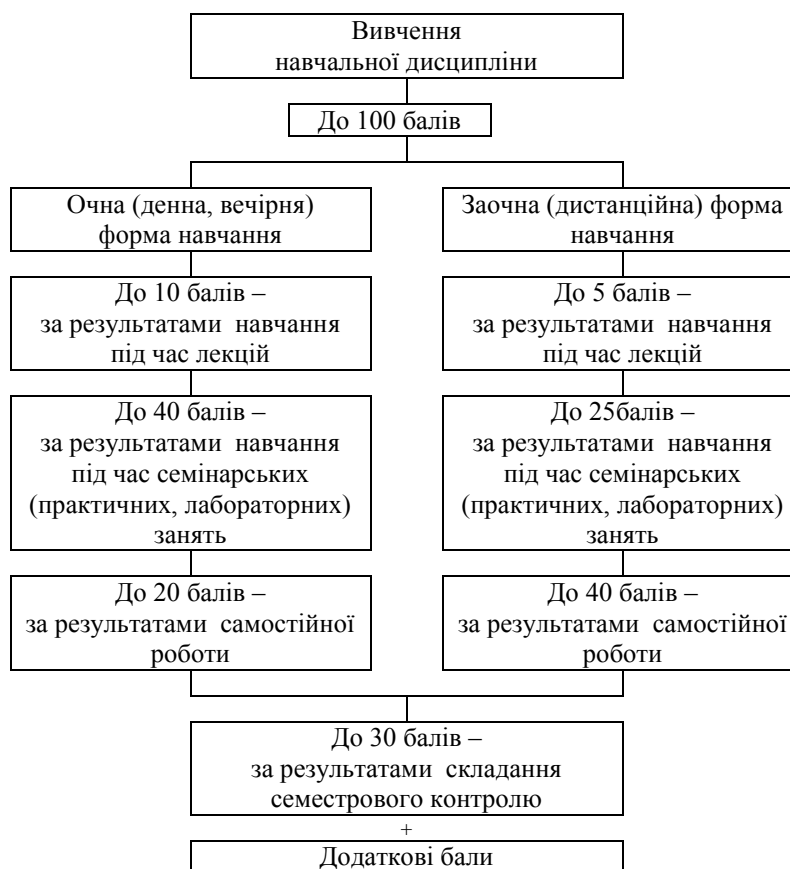 Вивчення
навчальної дисципліни
До 100 балів
Очна (денна, вечірня)
форма навчання
Заочна (дистанційна) форма
навчання
До 10 балів –
за результатами навчання
під час лекцій
До 5 балів –
за результатами навчання
під час лекцій
До 40 балів –
за результатами навчання
під час семінарських
(практичних, лабораторних)
занять
До 25балів –
за результатами навчання
під час семінарських
(практичних, лабораторних)
занять
До 20 балів –
за результатами самостійної
роботи
До 40 балів –
за результатами самостійної
роботи
До 30 балів –
за результатами складання
семестрового контролю
+
Додаткові бали